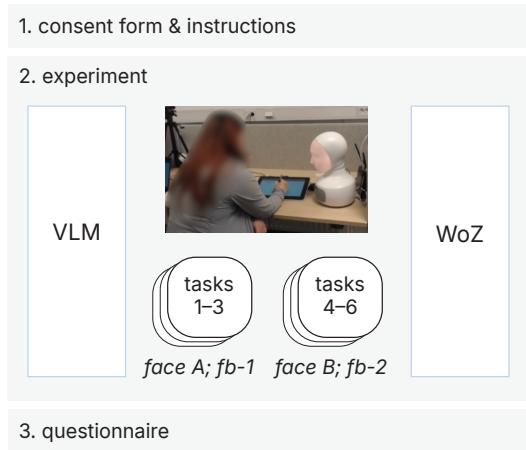 1. consent form & instructions
2. experiment
VLM
WoZ
tasks
1–3
tasks
4–6
face A; fb-1
face B; fb-2
3. questionnaire